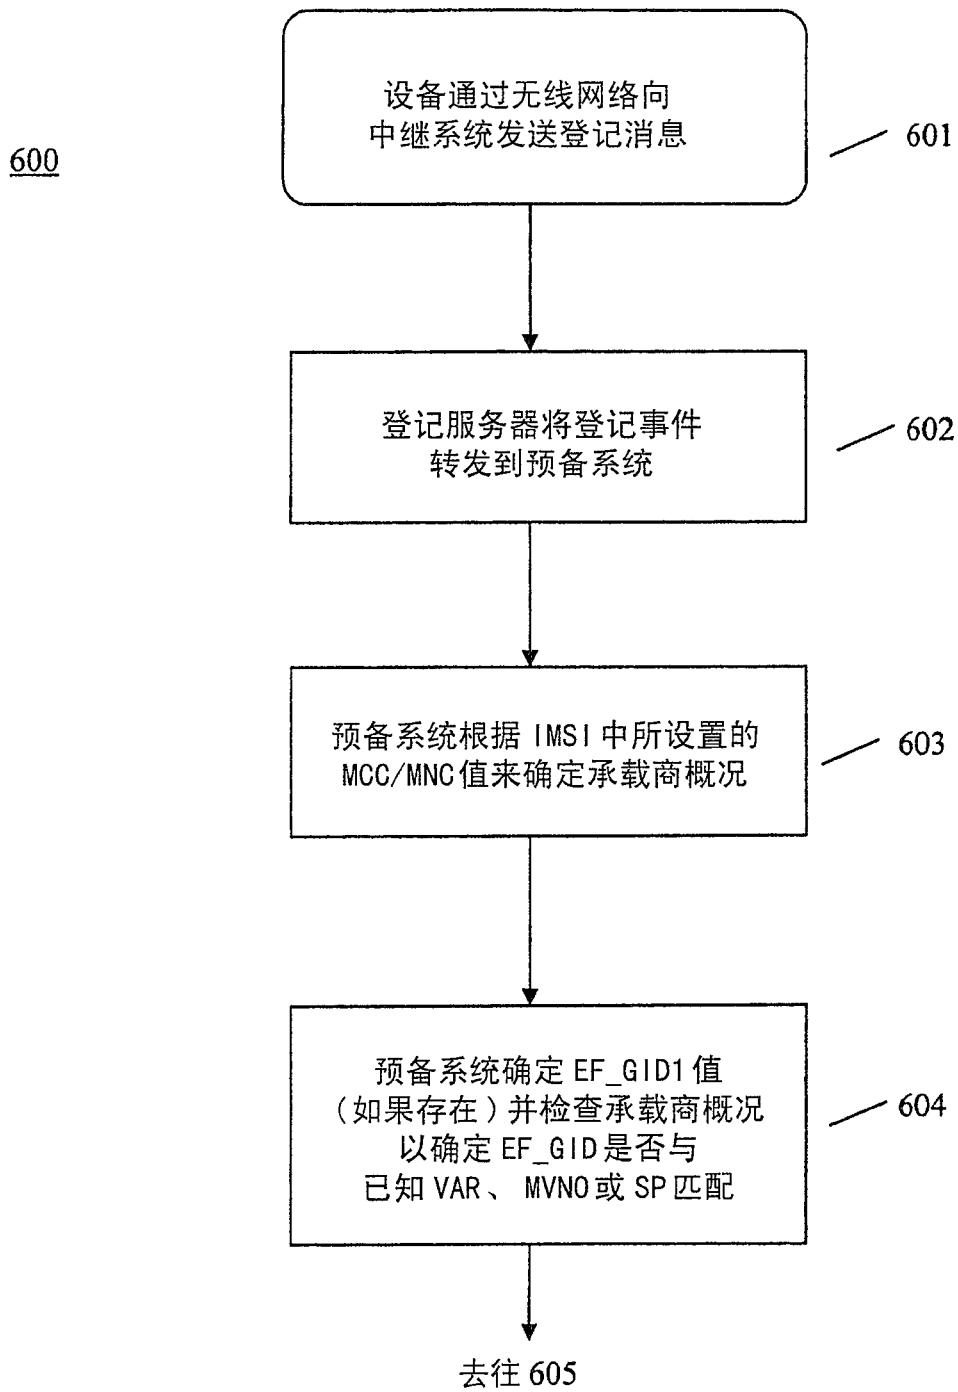 600
设备通过无线网络向
中继系统发送登记消息
601
登记服务器将登记事件
转发到预备系统
602
预备系统根据 IMSI 中所设置的
MCC/MNC 值来确定承载商概况
603
预备系统确定 EF_GID1 值
(如果存在) 并检查承载商概况
以确定 EF_GID 是否与
已知 VAR、 MVNO 或 SP 匹配
604
去往 605